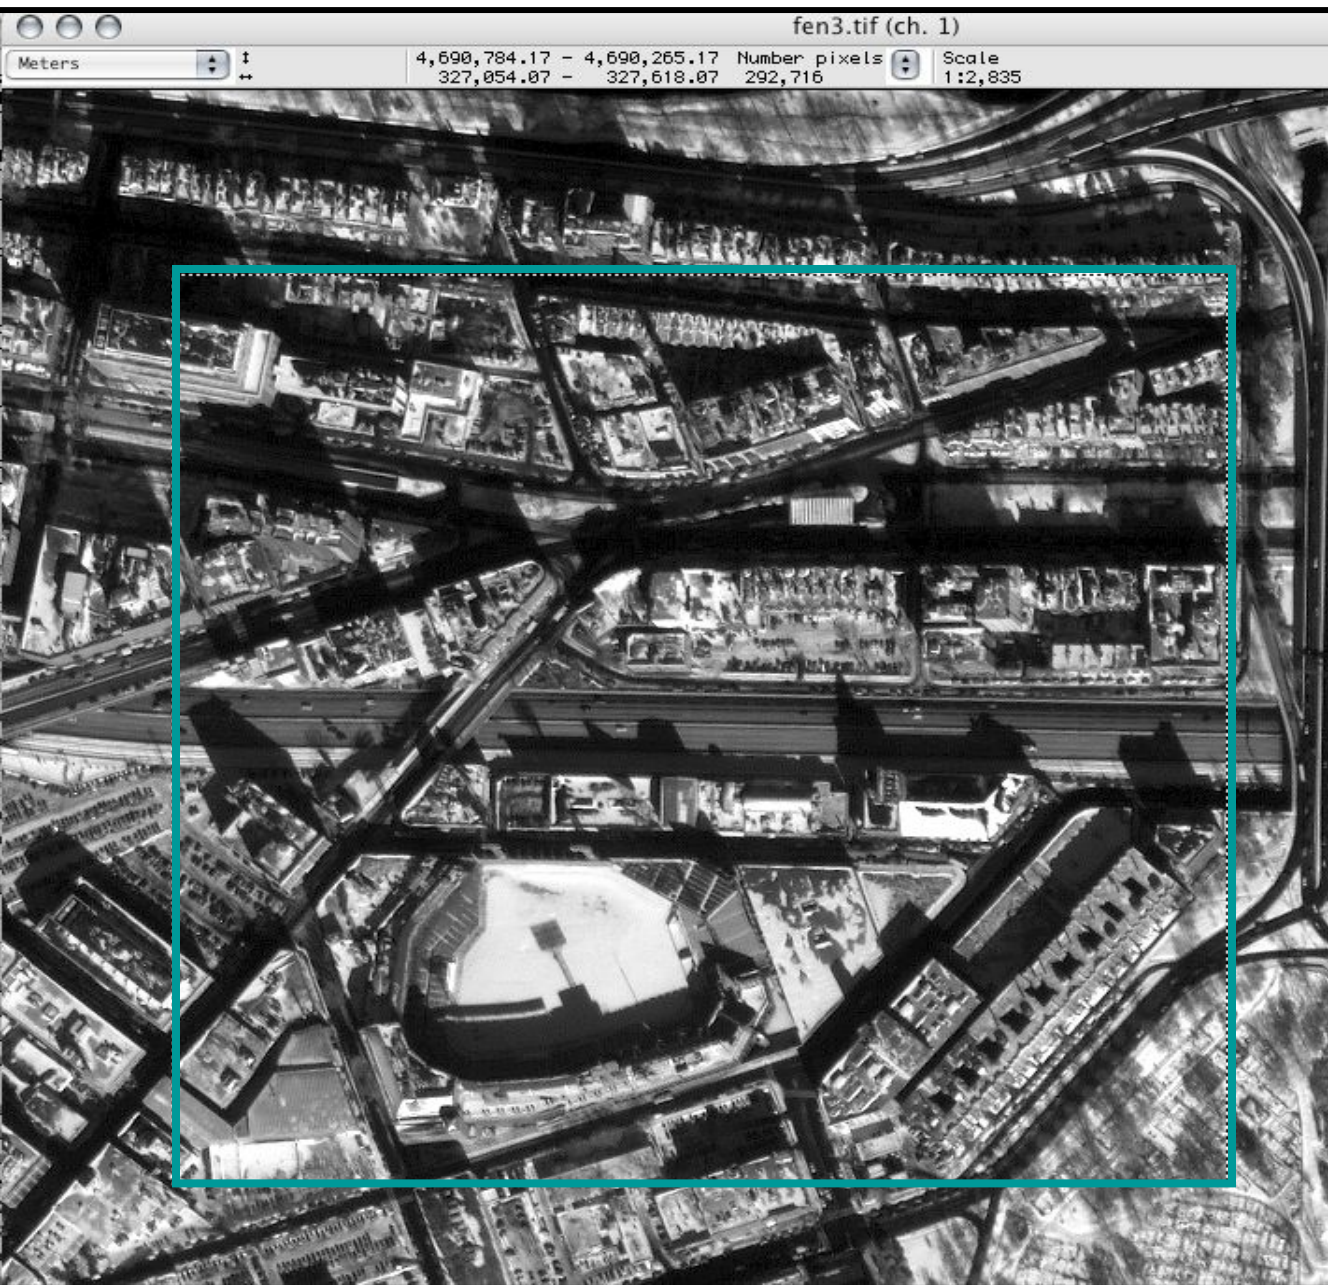 fen3.tif (ch. 1)
Meters
4,690,784.17 – 4,690,265.17 Number pixels Scale
327,054.07 – 327,618.07 292,716 1:2,835